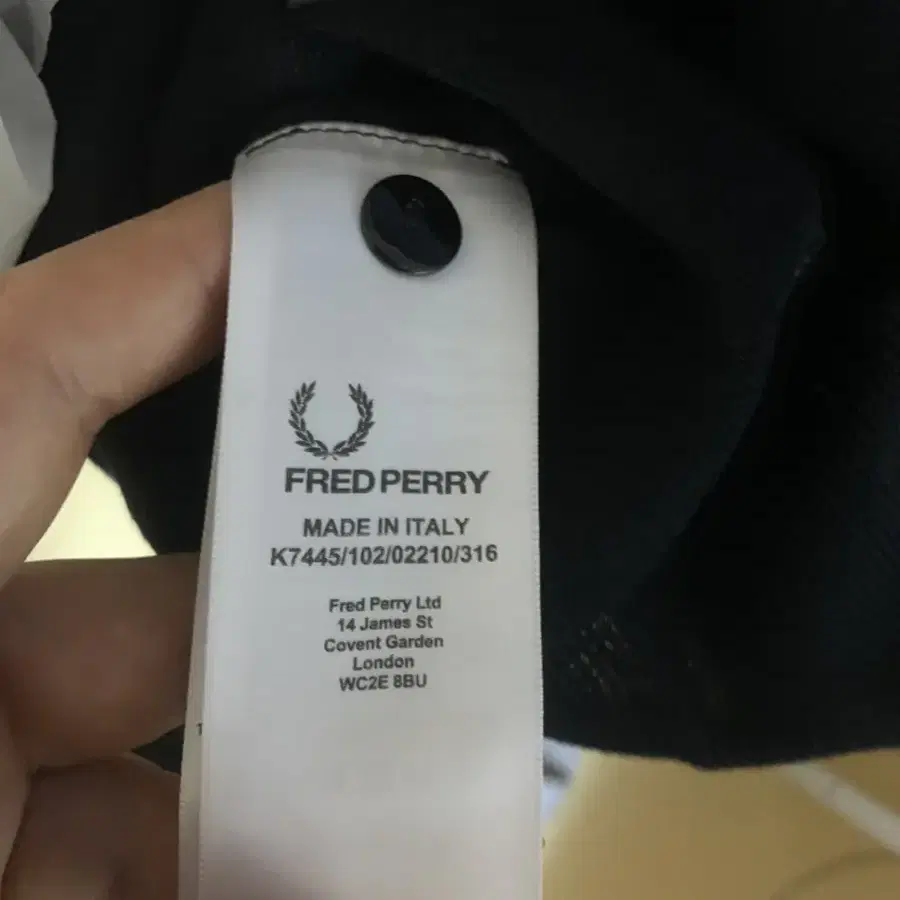 FRED PERRY
MADE IN ITALY
K7445/102/02210/316
Fred Perry Ltd
14 James St
Covent Garden
London
WC2E 8BU